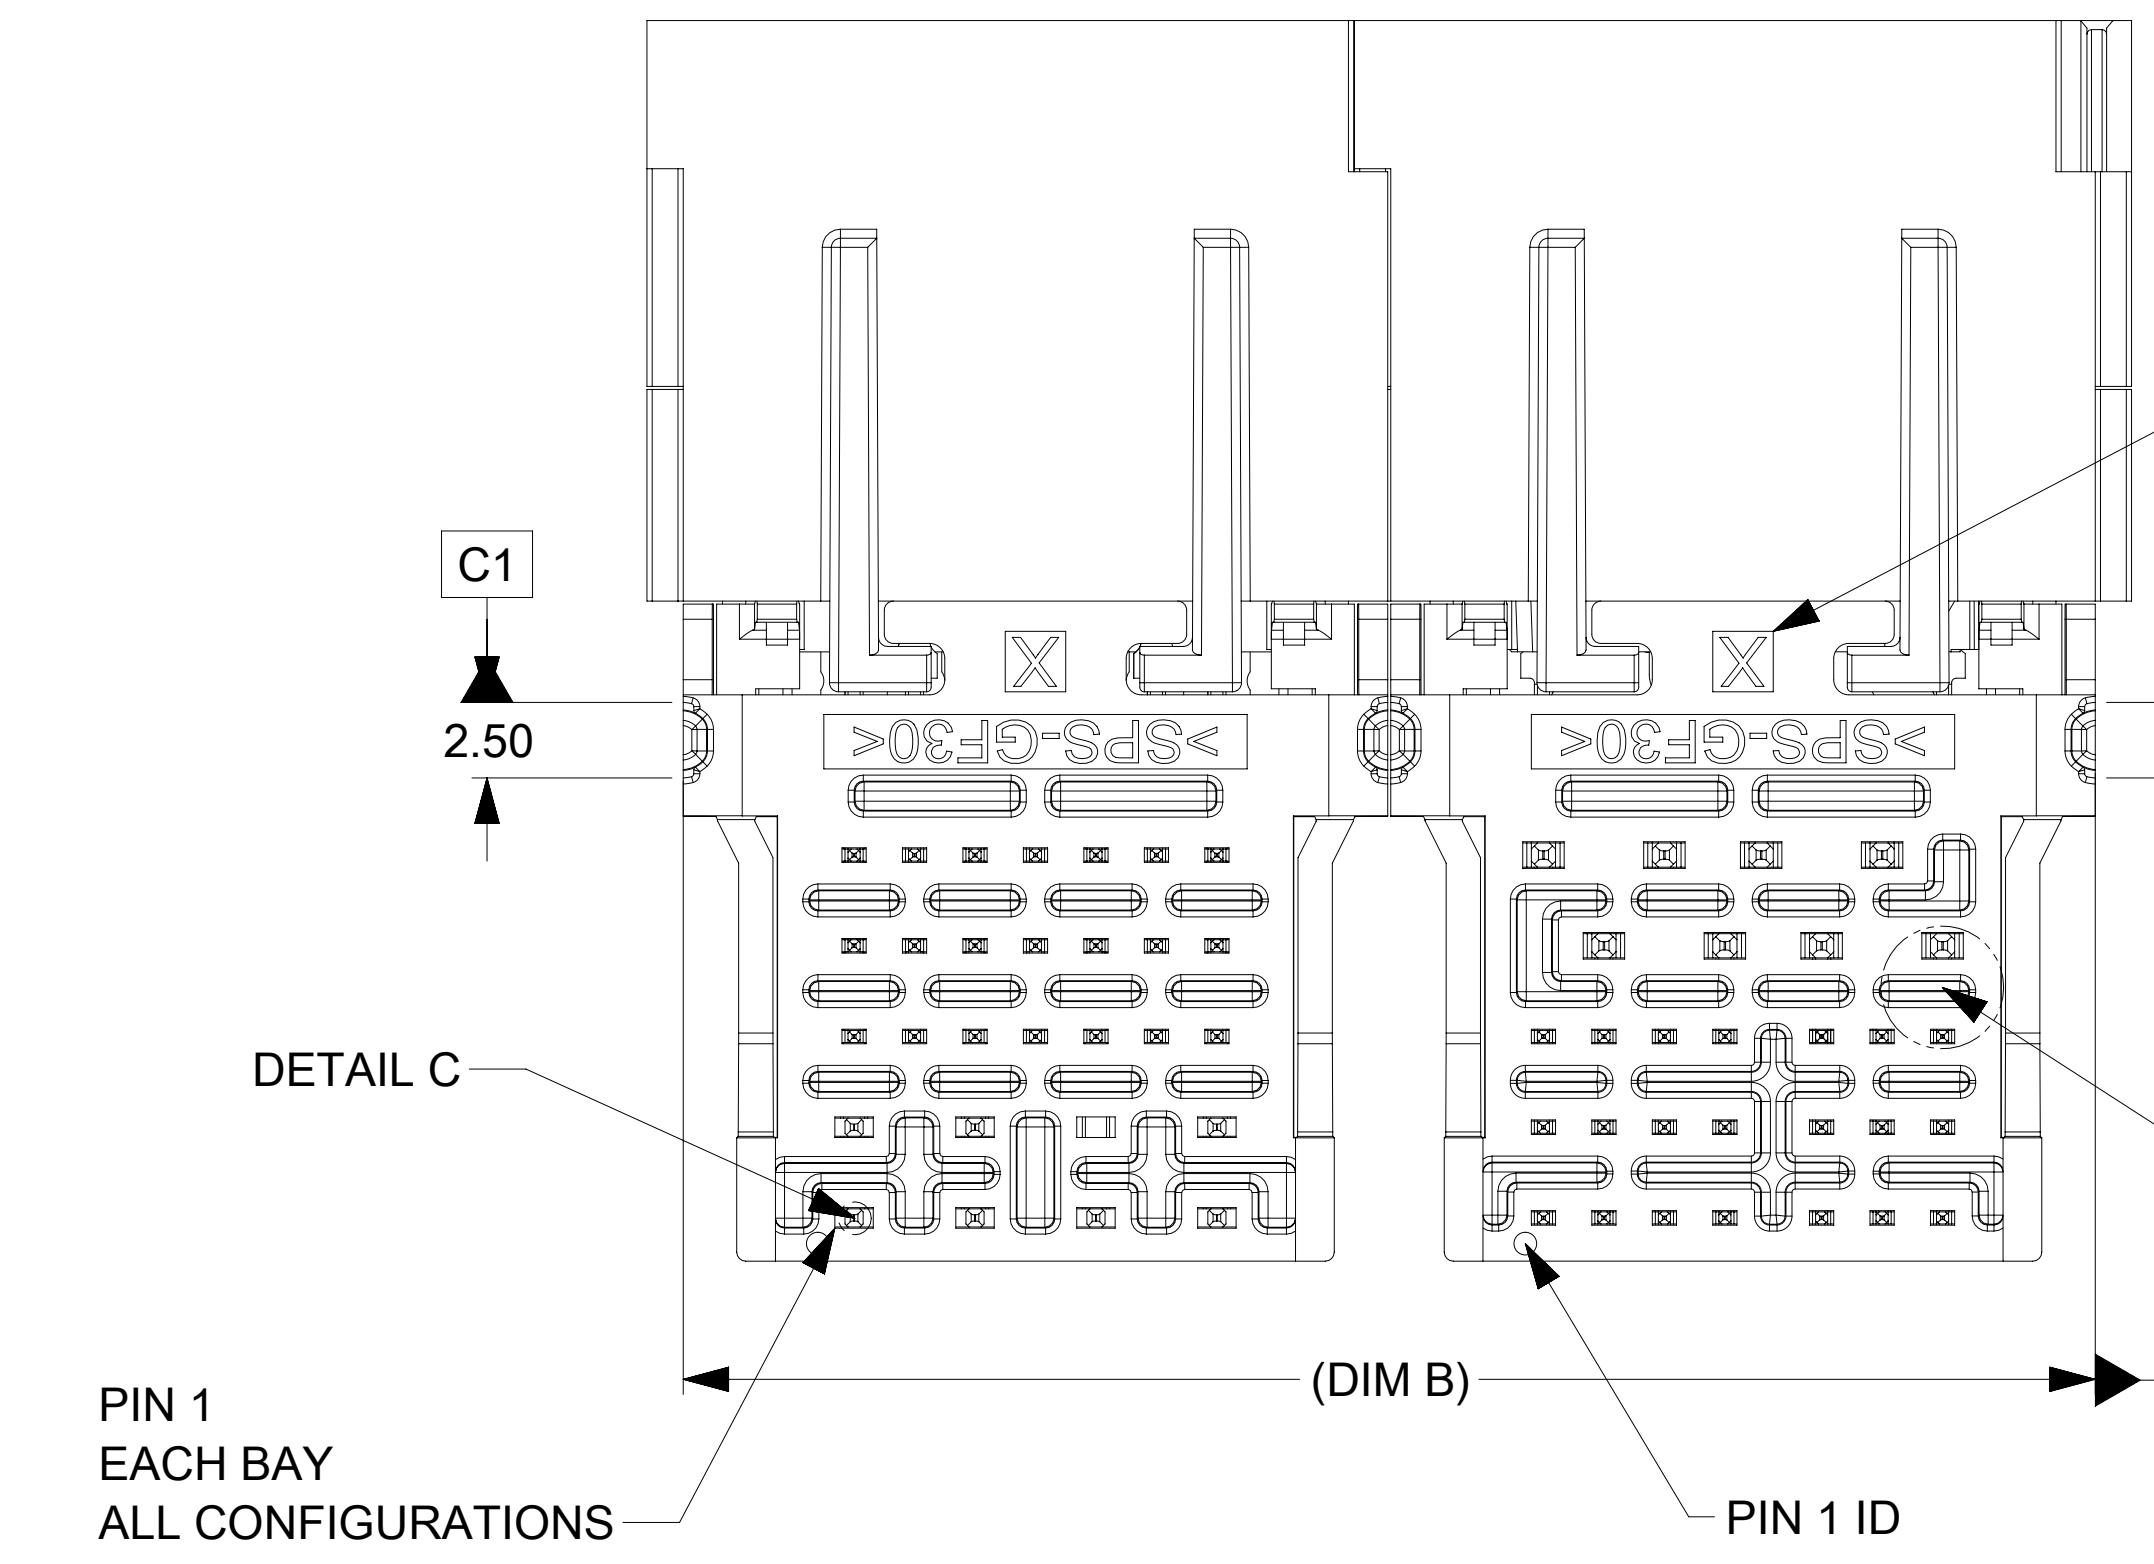 C1
X
X
2.50
>SPS-GF30<
>SPS-GF30<
DETAIL C
(DIM B)
PIN 1
EACH BAY
ALL CONFIGURATIONS
PIN 1 ID